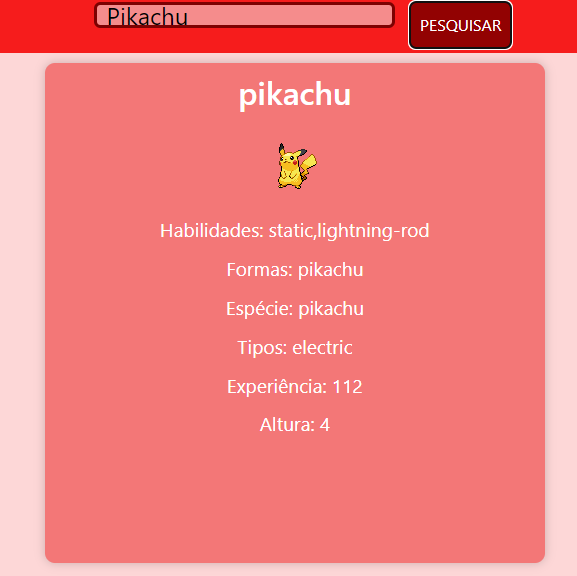 Pikachu
PESQUISAR
pikachu
Habilidades: static,lightning-rod
Formas: pikachu
Espécie: pikachu
Tipos: electric
Experiência: 112
Altura: 4